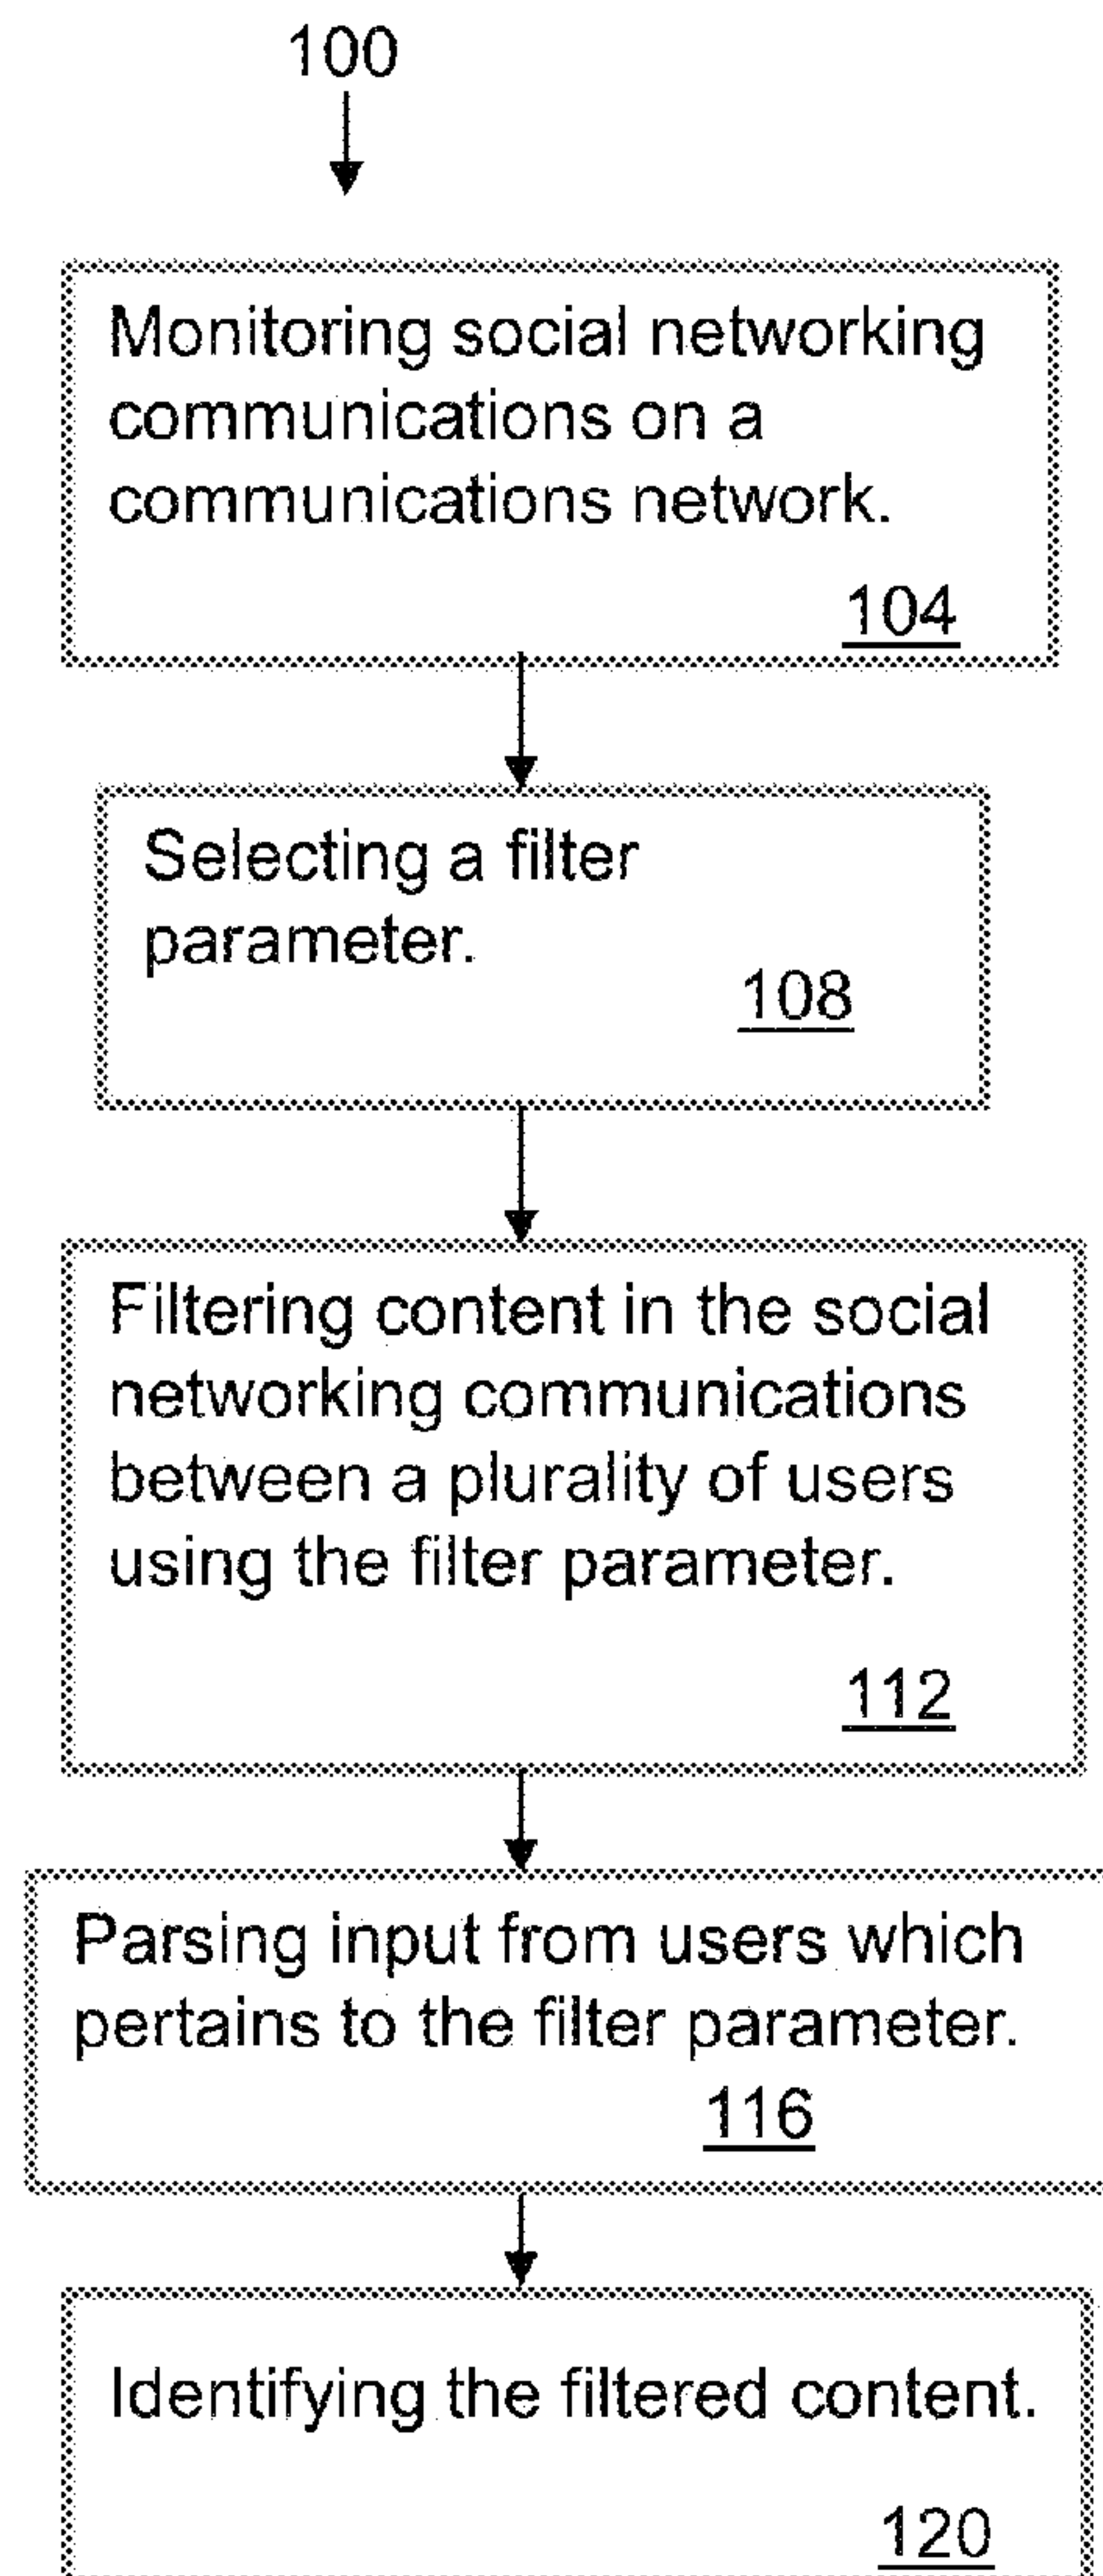 100
Monitoring social networking
communications on a
communications network.
104
Selecting a filter
parameter.
108
Filtering content in the social
networking communications
between a plurality of users
using the filter parameter.
112
Parsing input from users which
pertains to the filter parameter.
116
Identifying the filtered content.
120